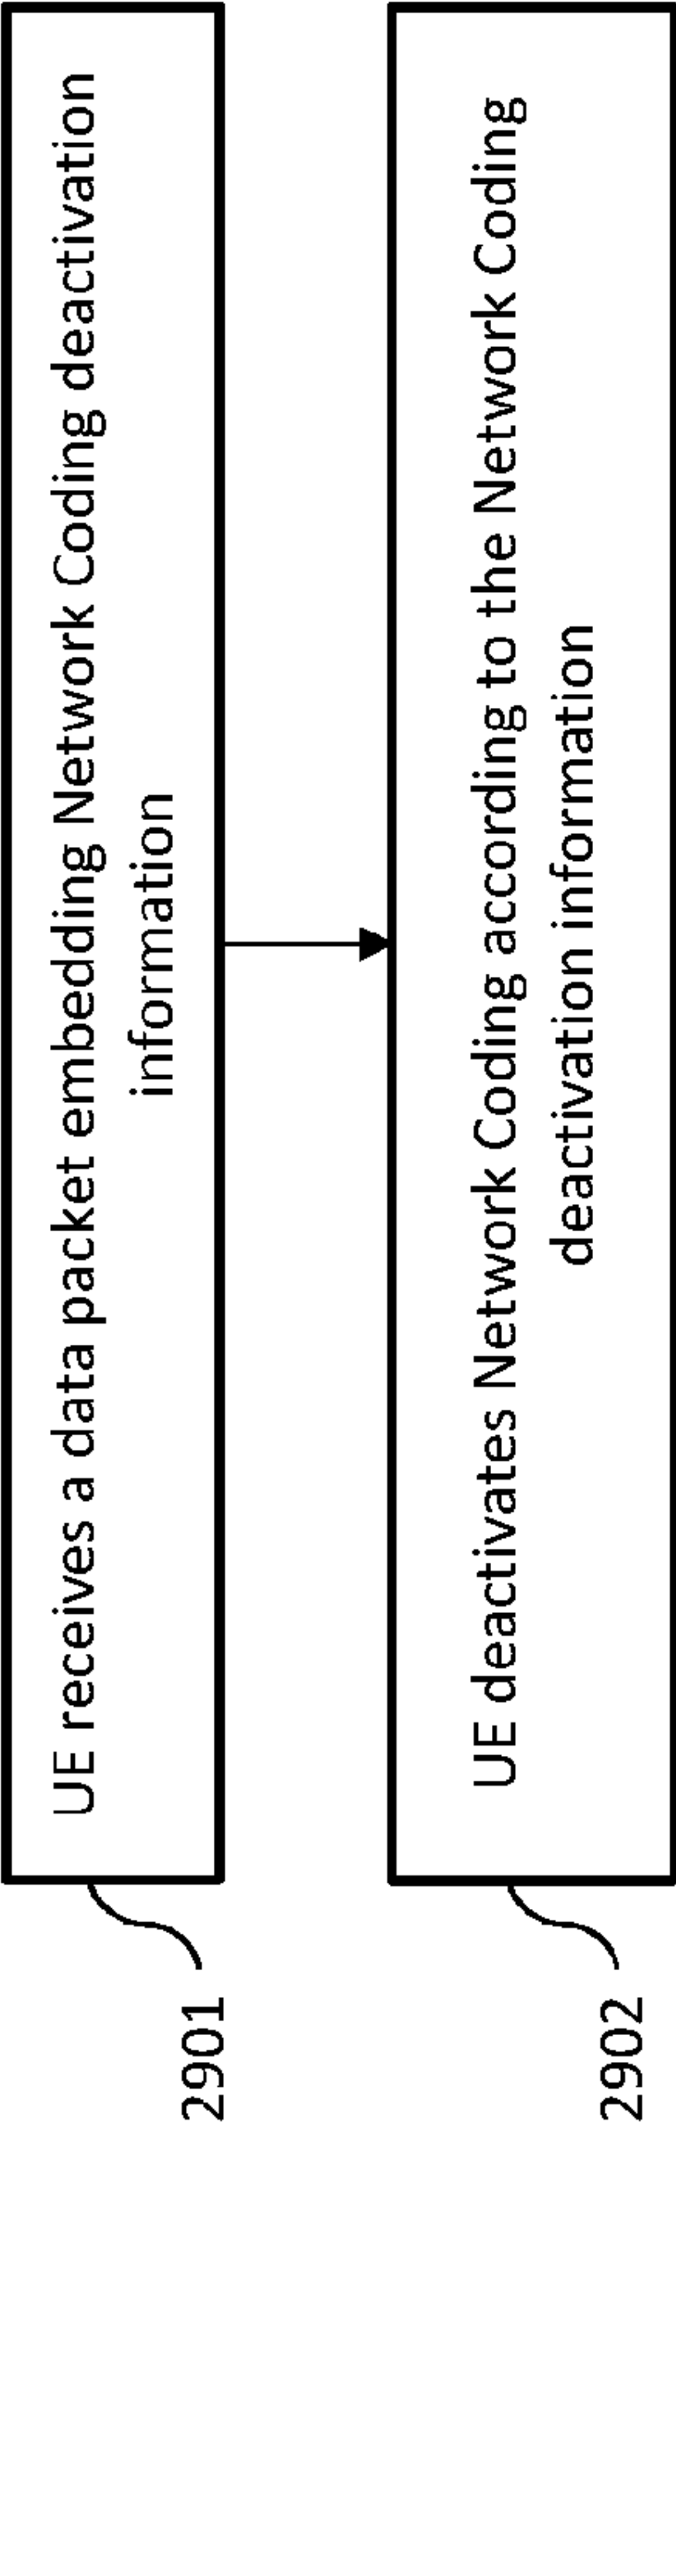 UE receives a data packet embedding Network Coding deactivation
information
2901
UE deactivates Network Coding according to the Network Coding
deactivation information
2902